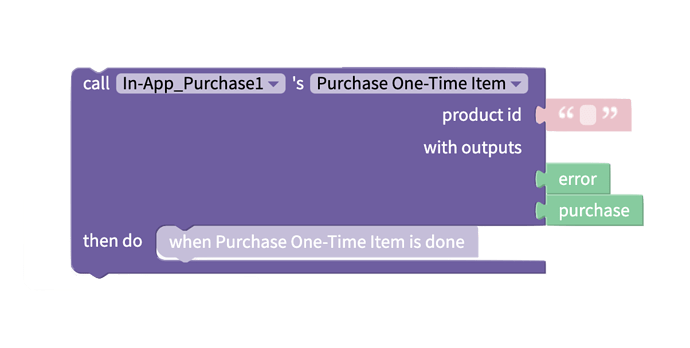 call In-App_Purchase1 's Purchase One-Time Item
product id “ ”
with outputs
error
purchase
then do when Purchase One-Time Item is done